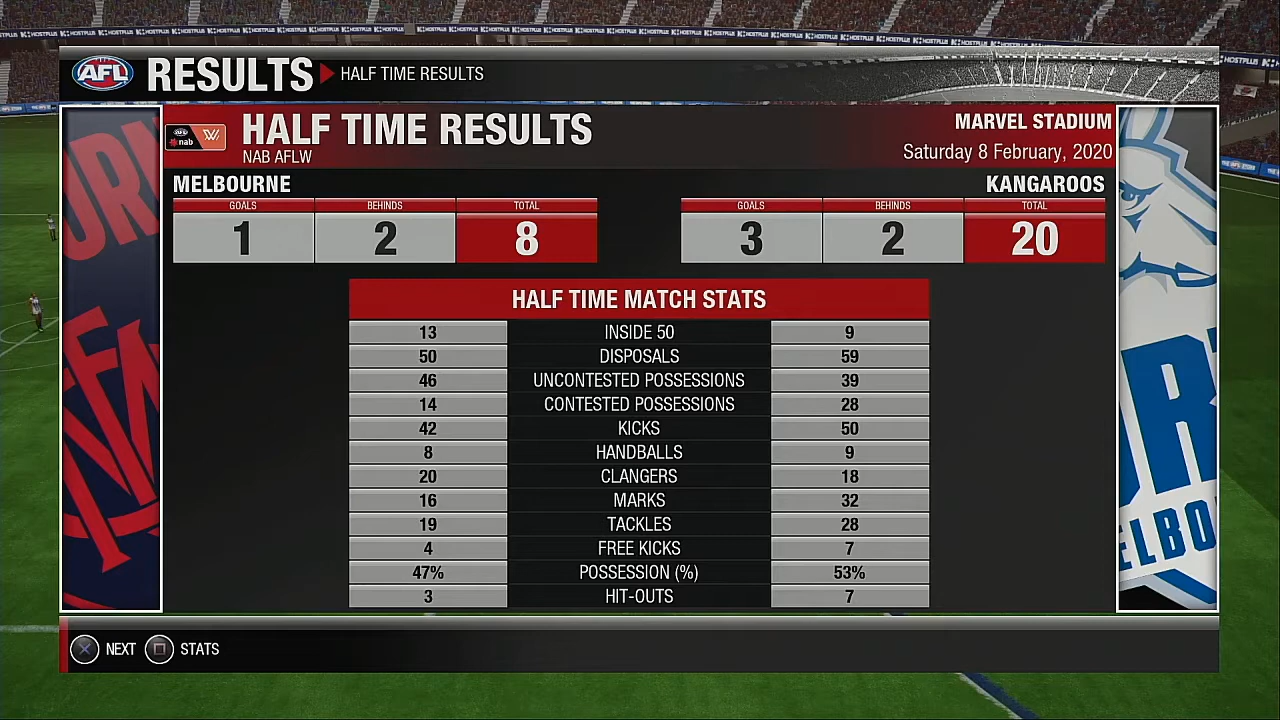 AFL RESULTS HALF TIME RESULTS
HALF TIME RESULTS
NAB AFLW
MARVEL STADIUM
Saturday 8 February, 2020
AFL
nab
W
MELBOURNE
GOALS BEHINDS TOTAL
1 2 8
KANGAROOS
GOALS BEHINDS TOTAL
3 2 20
HALF TIME MATCH STATS
13 INSIDE 50 9
50 DISPOSALS 59
46 UNCONTESTED POSSESSIONS 39
14 CONTESTED POSSESSIONS 28
42 KICKS 50
8 HANDBALLS 9
20 CLANGERS 18
16 MARKS 32
19 TACKLES 28
4 FREE KICKS 7
47% POSSESSION (%) 53%
3 HIT-OUTS 7
NEXT STATS
HOSTPLUS